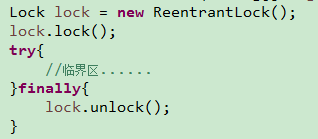 Lock lock = new ReentrantLock();
lock.lock();
try{
//临界区......
}finally{
lock.unlock();
}